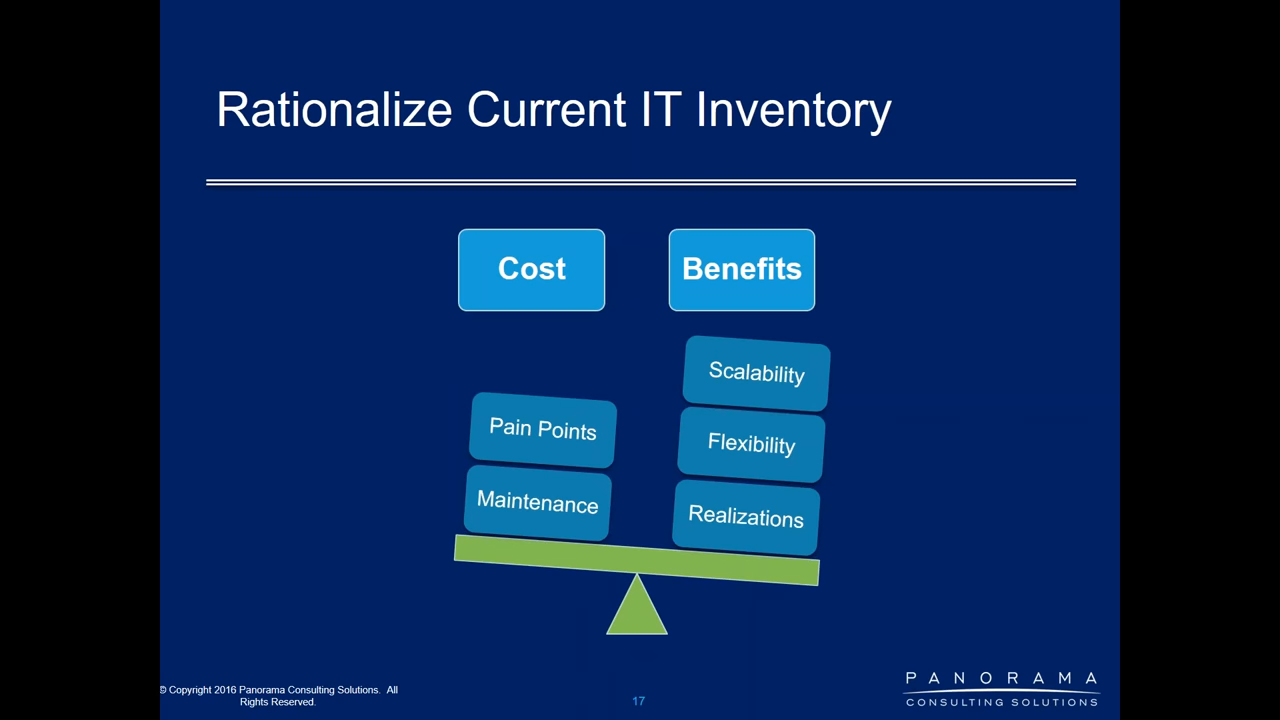 Rationalize Current IT Inventory
Cost
Benefits
Scalability
Pain Points
Flexibility
Maintenance
Realizations
© Copyright 2016 Panorama Consulting Solutions. All
Rights Reserved.
17
PANORAMA
CONSULTING SOLUTIONS